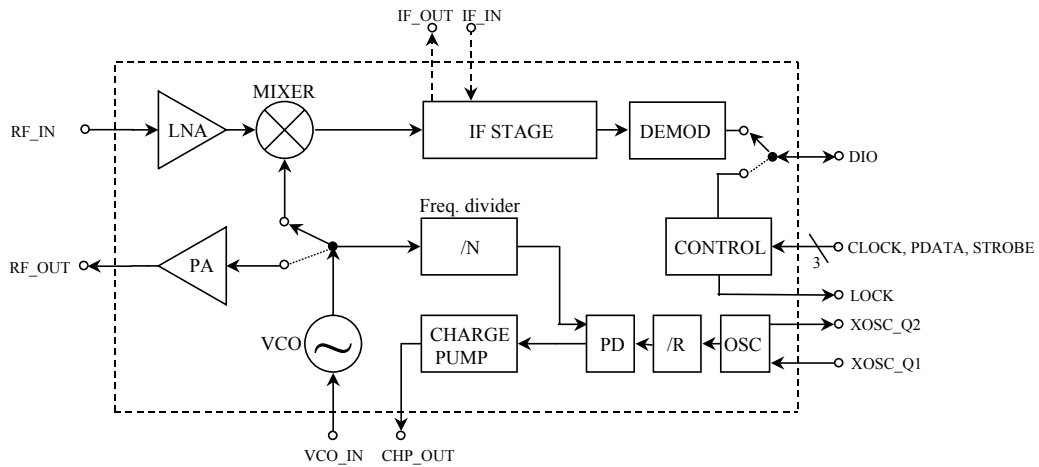 IF_OUT IF_IN
MIXER
RF_IN
LNA
IF STAGE
DEMOD
DIO
Freq. divider
/N
CONTROL
CLOCK, PDATA, STROBE
3
RF_OUT
PA
LOCK
VCO
CHARGE
PUMP
PD
/R
OSC
XOSC_Q2
XOSC_Q1
VCO_IN
CHP_OUT